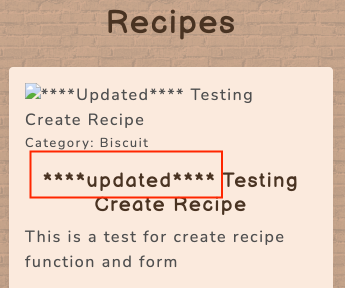 Recipes
****Updated**** Testing
Create Recipe
Category: Biscuit
****updated**** Testing
Create Recipe
This is a test for create recipe
function and form